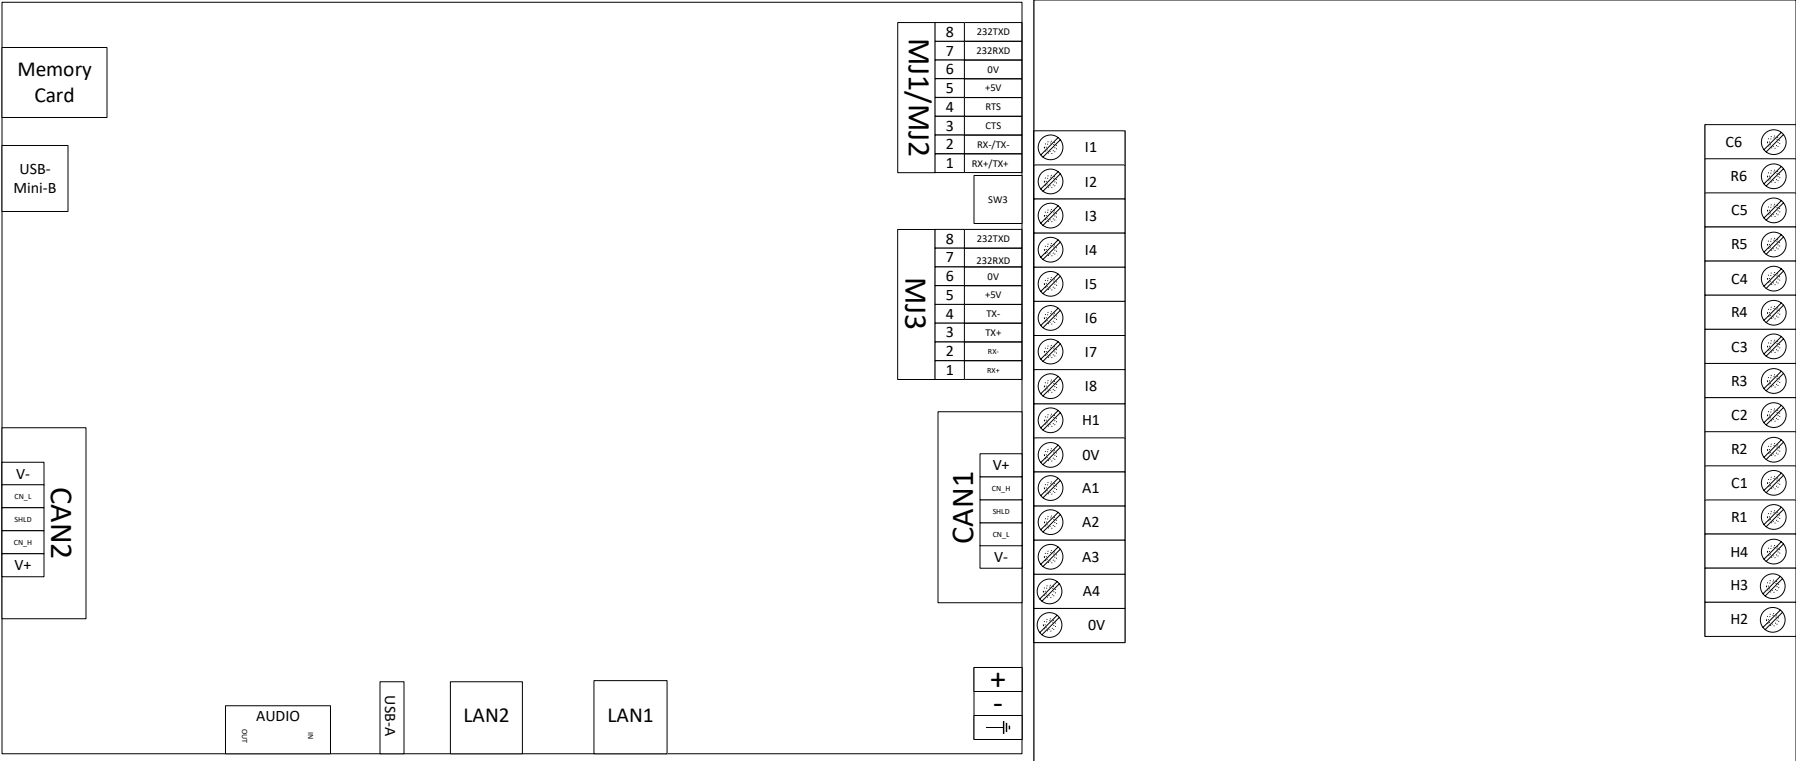 Memory
Card
USB-
Mini-B
V-
CN_L
SHLD
CN_H
V+
CAN2
AUDIO
OUT
IN
USB-A
LAN2
LAN1
MJ1/MJ2
8 232TXD
7 232RXD
6 0V
5 +5V
4 RTS
3 CTS
2 RX-/TX-
1 RX+/TX+
SW3
MJ3
8 232TXD
7 232RXD
6 0V
5 +5V
4 TX-
3 TX+
2 RX-
1 RX+
CAN1
V+
CN_H
SHLD
CN_L
V-
+
-
I1
I2
I3
I4
I5
I6
I7
I8
H1
0V
A1
A2
A3
A4
0V
C6
R6
C5
R5
C4
R4
C3
R3
C2
R2
C1
R1
H4
H3
H2